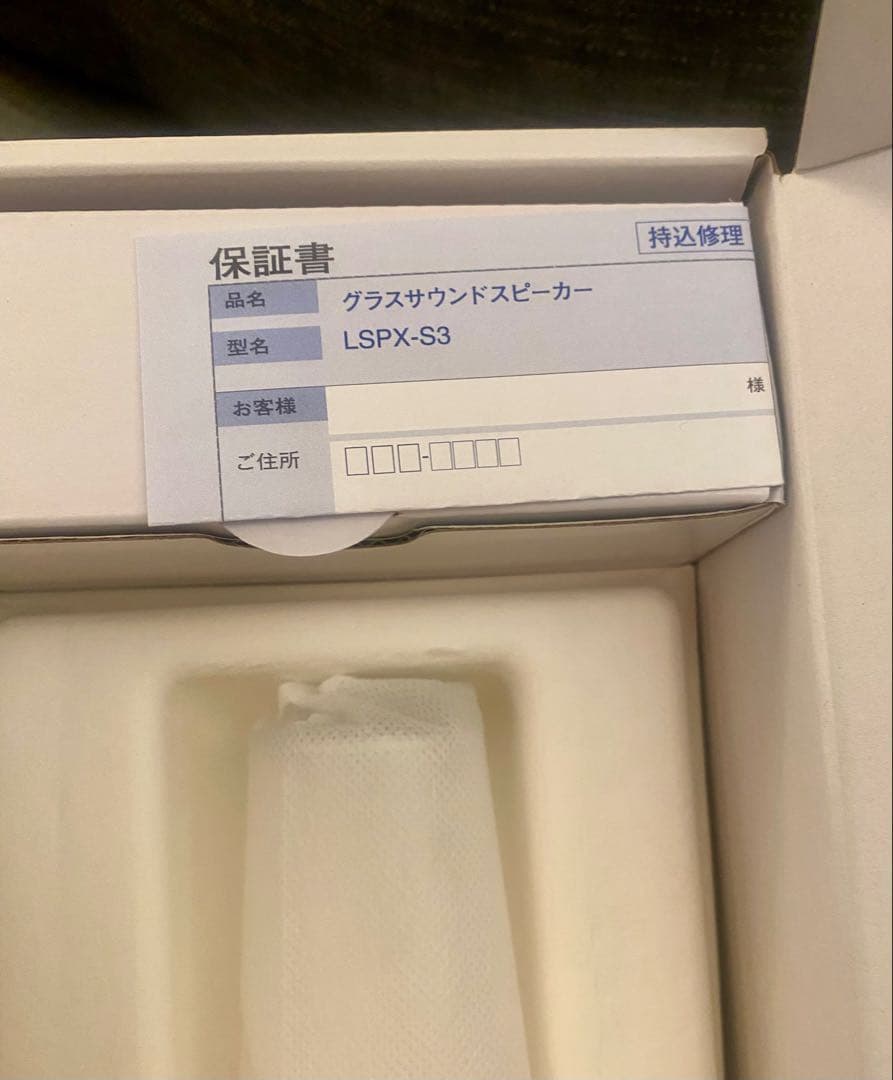 保証書
持込修理
品名 グラスサウンドスピーカー
型名 LSPX-S3
お客様 様
ご住所 □□□-□□□□